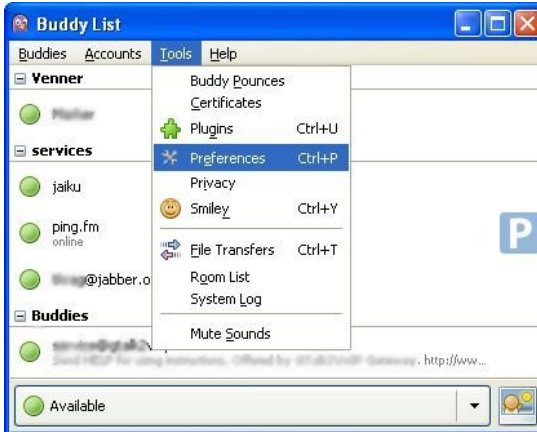 Buddy List
Buddies Accounts Tools Help
Venner
services
jaiku
ping.fm
online
@jabber.o
Buddies
http://www...
Available
Buddy Pounces
Certificates
Plugins Ctrl+U
Preferences Ctrl+P
Privacy
Smiley Ctrl+Y
File Transfers Ctrl+T
Room List
System Log
Mute Sounds
P